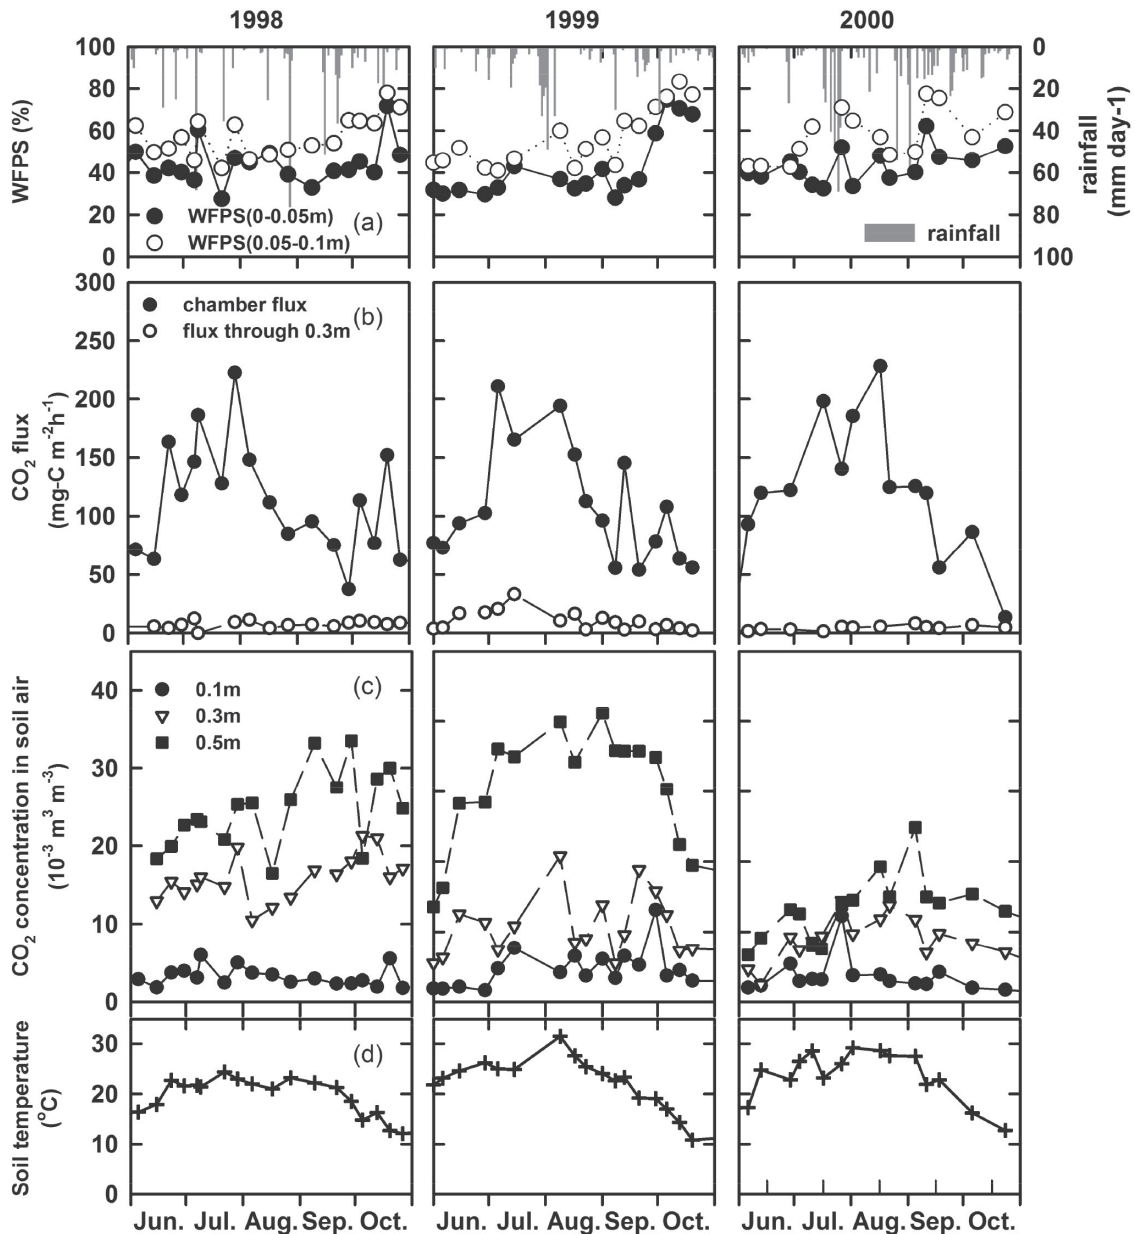 1998 1999 2000
WFPS (%)
100
80
60
40
20
0
WFPS(0-0.05m)
WFPS(0.05-0.1m)
(a)
rainfall
0
20
40
60
80
100
rainfall
(mm day-1)
CO2 flux
(mg-C m-2h-1)
300
250
200
150
100
50
0
chamber flux
flux through 0.3m
(b)
CO2 concentration in soil air
(10-3 m3 m-3)
40
30
20
10
0
0.1m
0.3m
0.5m
(c)
Soil temperature
(oC)
30
20
10
0
(d)
Jun. Jul. Aug. Sep. Oct. Jun. Jul. Aug. Sep. Oct. Jun. Jul. Aug. Sep. Oct.